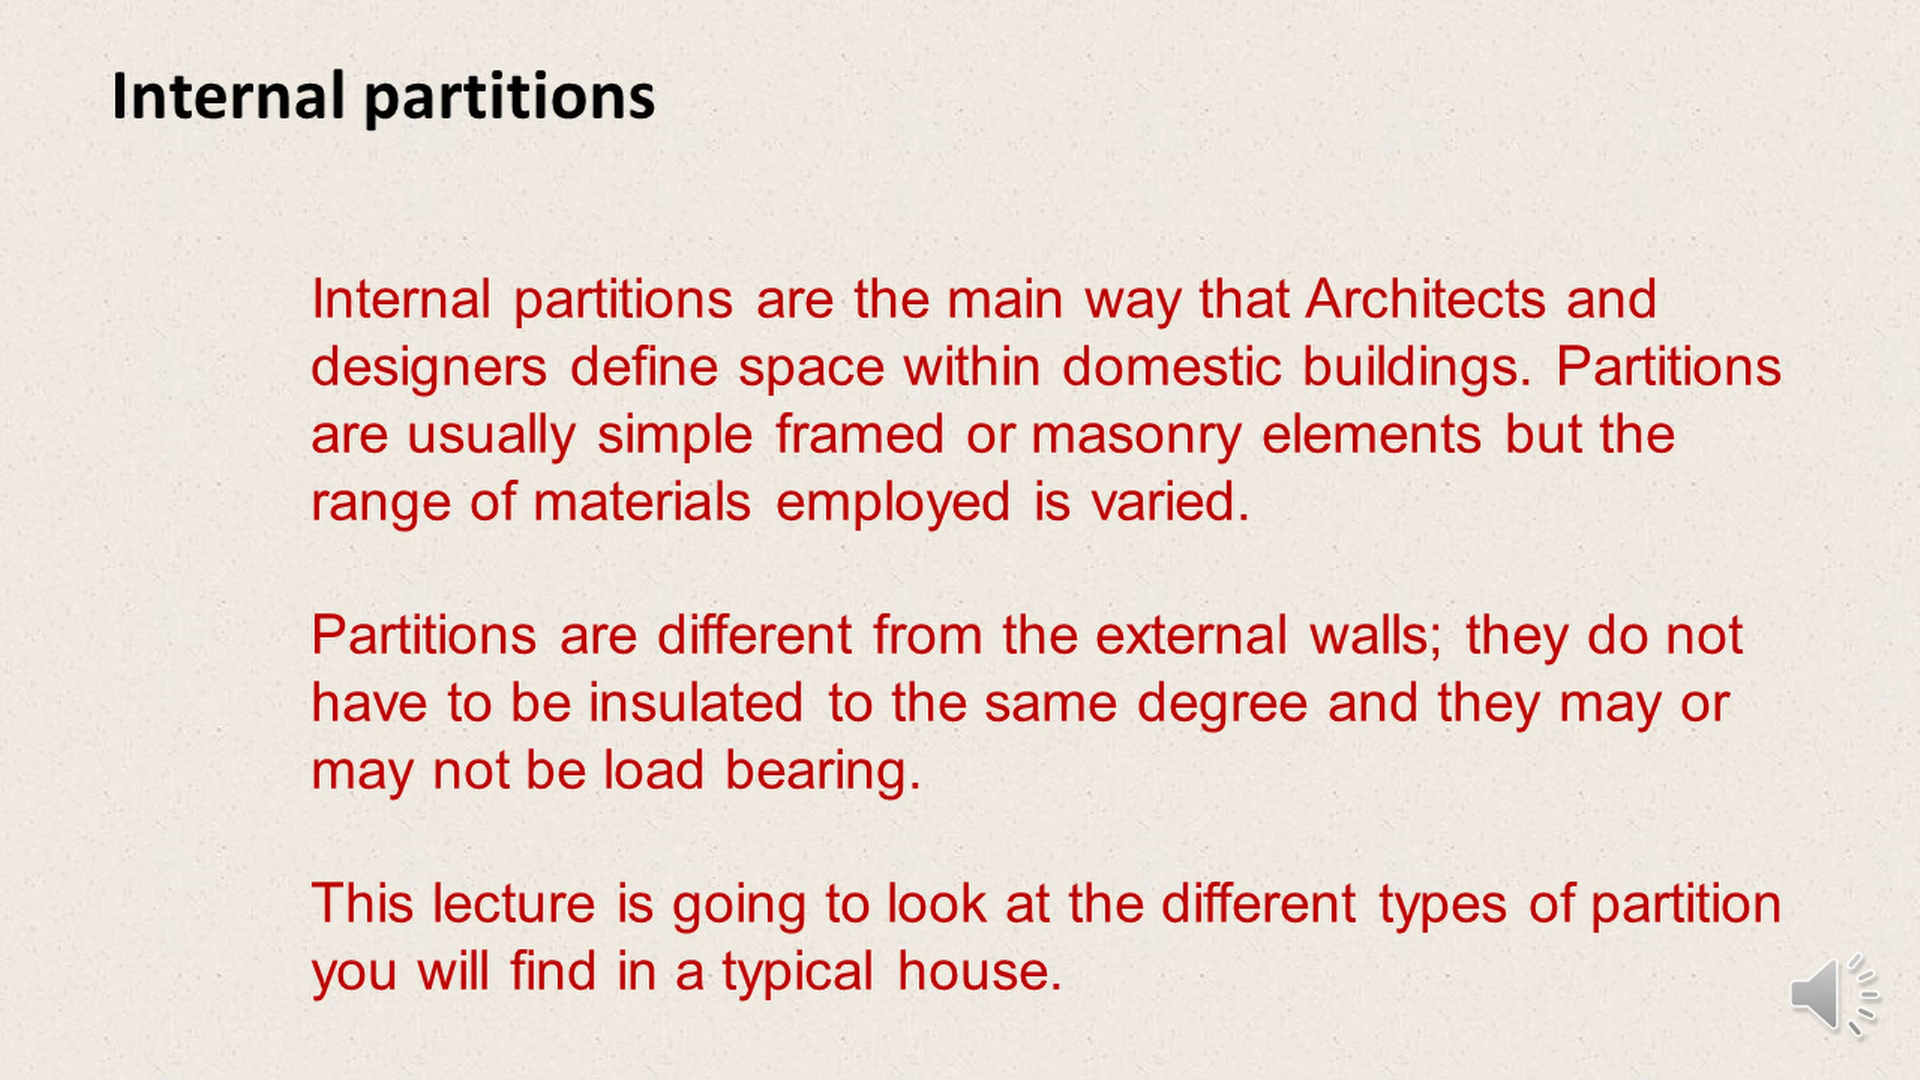 Internal partitions
Internal partitions are the main way that Architects and
designers define space within domestic buildings. Partitions
are usually simple framed or masonry elements but the
range of materials employed is varied.
Partitions are different from the external walls; they do not
have to be insulated to the same degree and they may or
may not be load bearing.
This lecture is going to look at the different types of partition
you will find in a typical house.